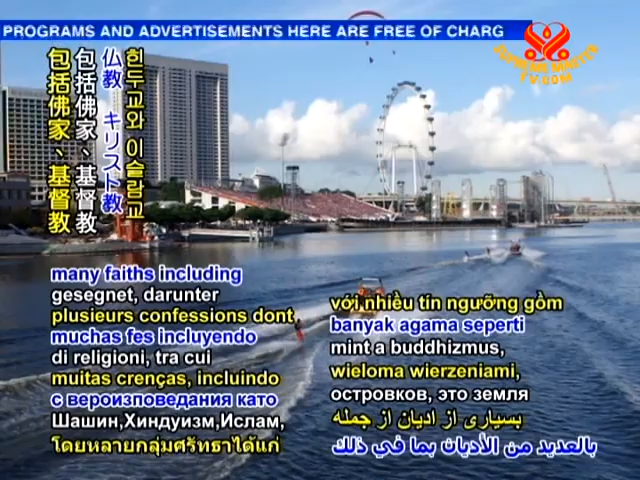 PROGRAMS AND ADVERTISEMENTS HERE ARE FREE OF CHARG
SUPREME MASTER
TV.COM
包括佛家、基督教
包括佛家、基督教
仏教 キリスト教
힌두교와 이슬람교
many faiths including
gesegnet, darunter
plusieurs confessions dont
muchas fes incluyendo
di religioni, tra cui
muitas crenças, incluindo
с вероизповедания като
Шашин,Хиндуизм,Ислам,
โดยหลายกลุ่มศรัทธาได้แก่
với nhiều tín ngưỡng gồm
banyak agama seperti
mint a buddhizmus,
wieloma wierzeniami,
островков, это земля
بسیاری از ادیان از جمله
بالعديد من الأديان بما في ذلك